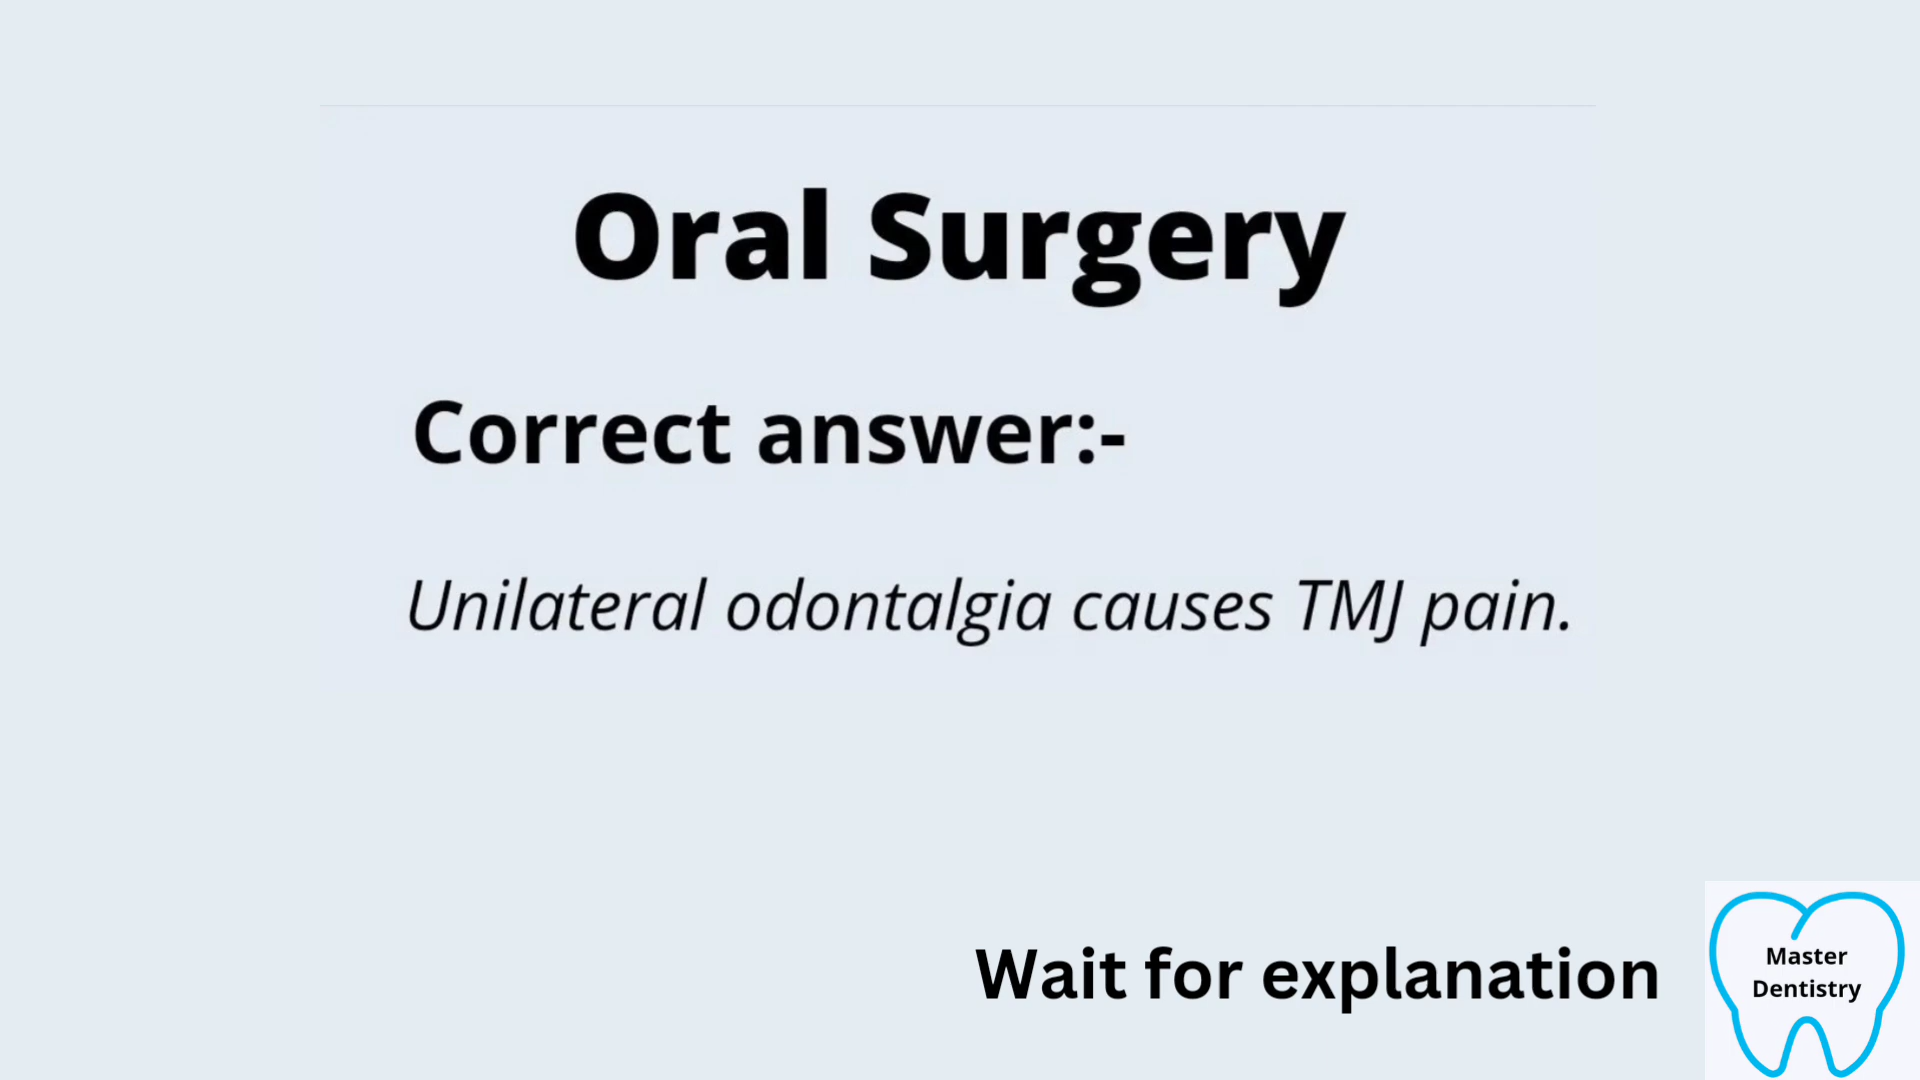 Oral Surgery
Correct answer:-
Unilateral odontalgia causes TMJ pain.
Wait for explanation
Master
Dentistry